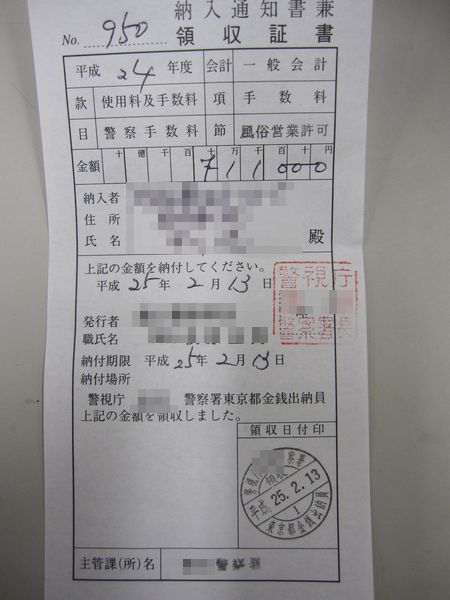 納入通知書兼
No. 950 領収証書
平成 24 年度 会計 一般会計
款 使用料及手数料 項 手数料
目 警察手数料 節 風俗営業許可
金額 十 億 千 百 十 万 千 百 十 円
¥11000
納入者
住所
氏名 殿
上記の金額を納付してください。
平成 25 年 2 月 13 日
警視庁
警察署長
発行者
職氏名
納付期限 平成 25 年 2 月 13 日
納付場所
警視庁 警察署東京都金銭出納員
上記の金額を領収しました。
領収日付印
察署
領収
平成 25.2.13
1
東京都金銭出納員
主管課(所)名